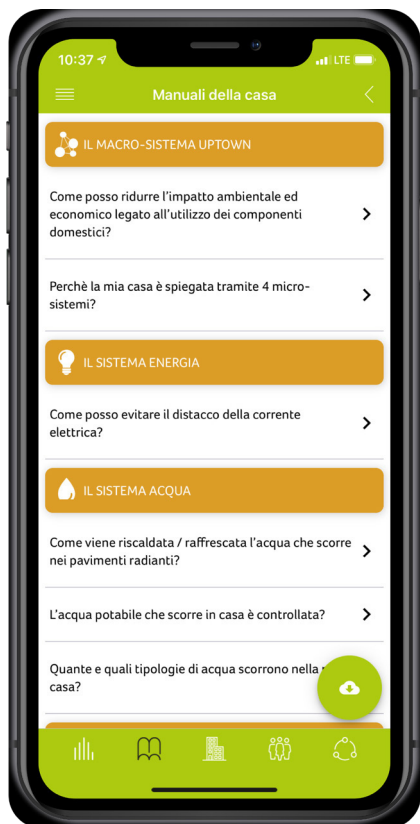 10:37
LTE
Manuali della casa
IL MACRO-SISTEMA UPTOWN
Come posso ridurre l'impatto ambientale ed
economico legato all'utilizzo dei componenti
domestici?
Perchè la mia casa è spiegata tramite 4 micro-
sistemi?
IL SISTEMA ENERGIA
Come posso evitare il distacco della corrente
elettrica?
IL SISTEMA ACQUA
Come viene riscaldata / raffrescata l'acqua che scorre
nei pavimenti radianti?
L'acqua potabile che scorre in casa è controllata?
Quante e quali tipologie di acqua scorrono nella
casa?